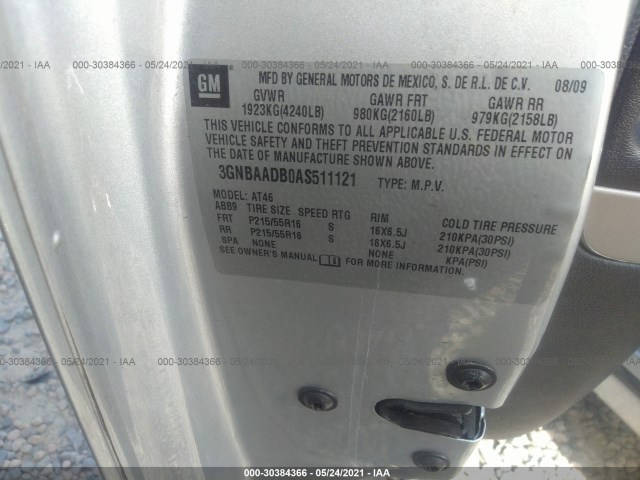 000-30384366 - 05/24/2021 - IAA
GM
MFD BY GENERAL MOTORS DE MEXICO, S. DE R.L. DE C.V. 08/09
GVWR GAWR FRT GAWR RR
1923KG(4240LB) 980KG(2160LB) 979KG(2158LB)
THIS VEHICLE CONFORMS TO ALL APPLICABLE U.S. FEDERAL MOTOR
VEHICLE SAFETY AND THEFT PREVENTION STANDARDS IN EFFECT ON
THE DATE OF MANUFACTURE SHOWN ABOVE.
3GNBAADB0AS511121 TYPE: M.P.V.
MODEL: AT46
ABB9 TIRE SIZE SPEED RTG RIM COLD TIRE PRESSURE
FRT P215/55R16 S 16X6.5J 210KPA(30PSI)
RR P215/55R16 S 16X6.5J 210KPA(30PSI)
SPA NONE NONE KPA(PSI)
SEE OWNER'S MANUAL FOR MORE INFORMATION.
000-30384366 - 05/24/2021 - IAA
000-30384366 - 05/24/2021 - IAA